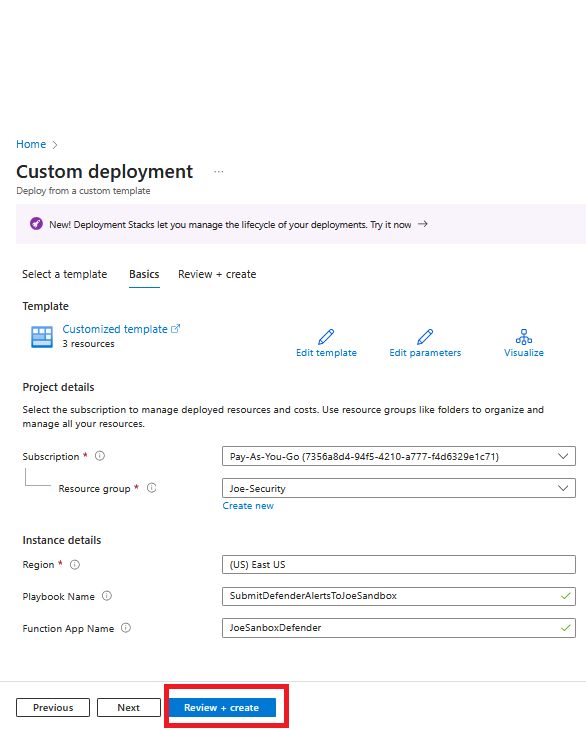 Home >
Custom deployment ...
Deploy from a custom template
New! Deployment Stacks let you manage the lifecycle of your deployments. Try it now →
Select a template Basics Review + create
Template
Customized template
3 resources
Edit template Edit parameters Visualize
Project details
Select the subscription to manage deployed resources and costs. Use resource groups like folders to organize and
manage all your resources.
Subscription * Pay-As-You-Go (7356a8d4-94f5-4210-a777-f4d6329e1c71)
Resource group * Joe-Security
Create new
Instance details
Region * (US) East US
Playbook Name SubmitDefenderAlertsToJoeSandbox
Function App Name JoeSanboxDefender
Previous Next Review + create